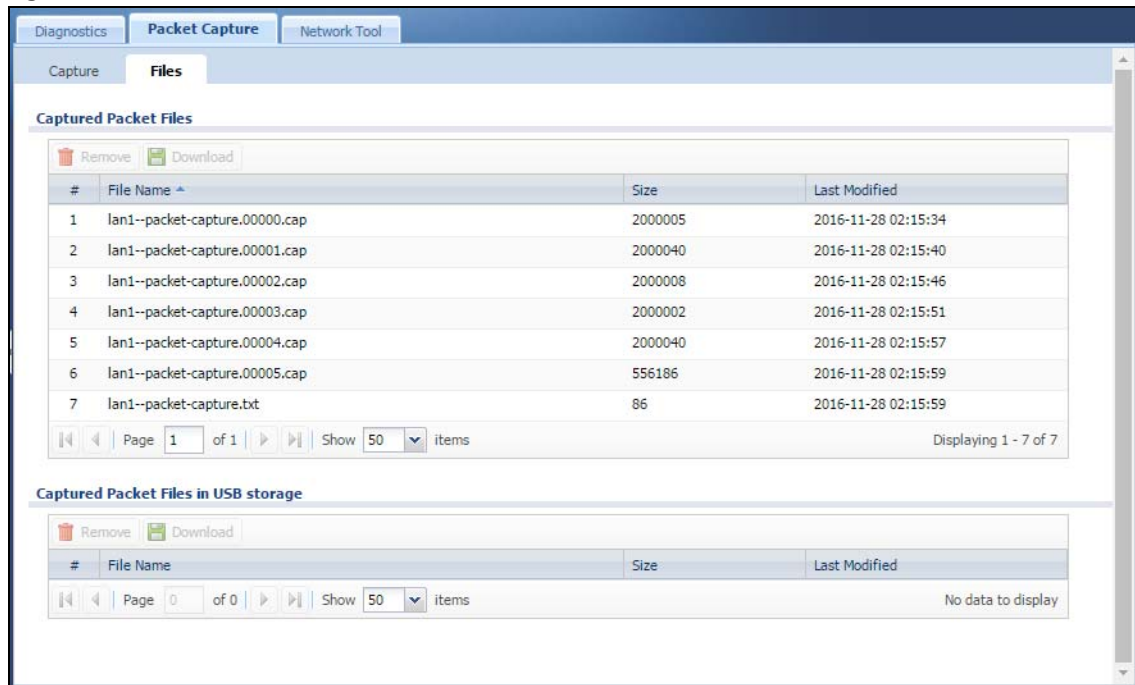 Diagnostics Packet Capture Network Tool
Capture Files
Captured Packet Files
Remove Download
# File Name Size Last Modified
1 lan1--packet-capture.00000.cap 2000005 2016-11-28 02:15:34
2 lan1--packet-capture.00001.cap 2000040 2016-11-28 02:15:40
3 lan1--packet-capture.00002.cap 2000008 2016-11-28 02:15:46
4 lan1--packet-capture.00003.cap 2000002 2016-11-28 02:15:51
5 lan1--packet-capture.00004.cap 2000040 2016-11-28 02:15:57
6 lan1--packet-capture.00005.cap 556186 2016-11-28 02:15:59
7 lan1--packet-capture.txt 86 2016-11-28 02:15:59
Page 1 of 1 Show 50 items Displaying 1 - 7 of 7
Captured Packet Files in USB storage
Remove Download
# File Name Size Last Modified
Page 0 of 0 Show 50 items No data to display